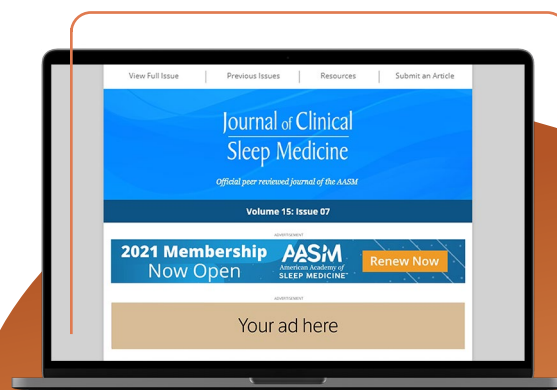 View Full Issue | Previous Issues | Resources | Submit an Article
Journal of Clinical
Sleep Medicine
Official peer reviewed journal of the AASM
Volume 15: Issue 07
ADVERTISEMENT
2021 Membership
Now Open
AASM
American Academy of
SLEEP MEDICINE™
Renew Now
ADVERTISEMENT
Your ad here